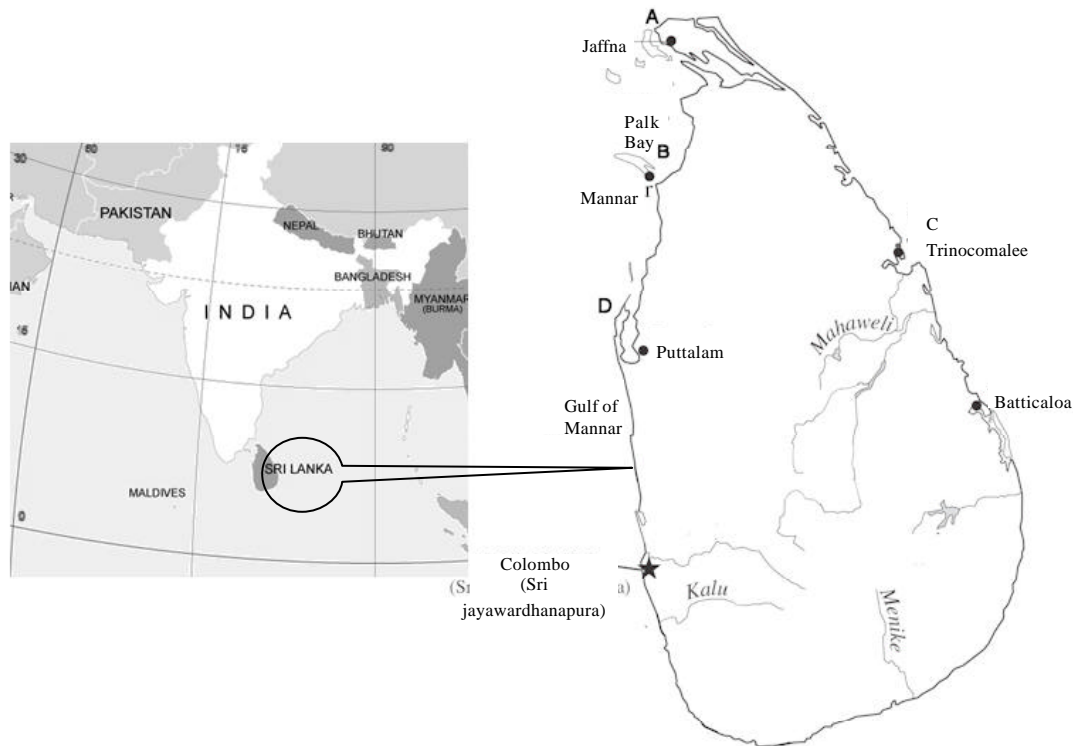 30
60
75
90
PAKISTAN
NEPAL
BHUTAN
BANGLADESH
MYANMAR
(BURMA)
INDIA
15
SRI LANKA
MALDIVES
0
A
Jaffna
Palk
Bay
B
Mannar
r
C
Trinocomalee
D
Mahaweli
Puttalam
Batticaloa
Gulf of
Mannar
Colombo
(Sri
jayawardhanapura)
Kalu
Menike